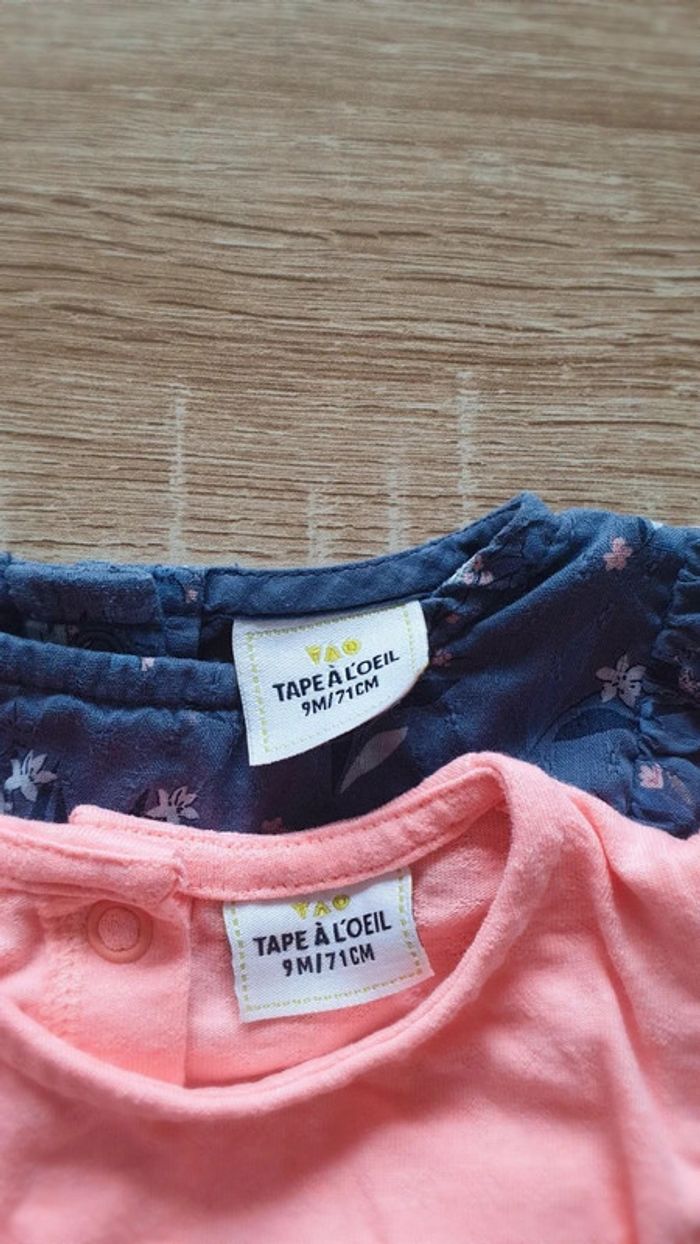 TAO
TAPE À L'OEIL
9M/71CM
TAO
TAPE À L'OEIL
9M/71CM